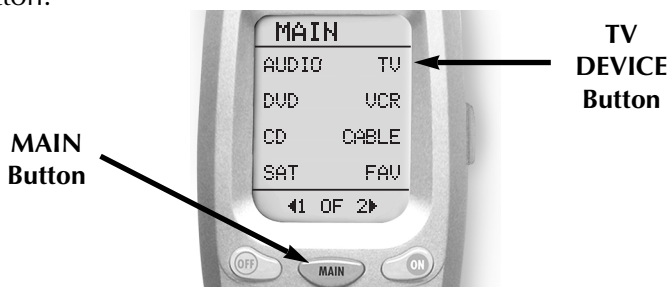 utton.
MAIN
AUDIO TV
DVD VCR
CD CABLE
SAT FAV
1 OF 2
OFF MAIN ON
TV
DEVICE
Button
MAIN
Button